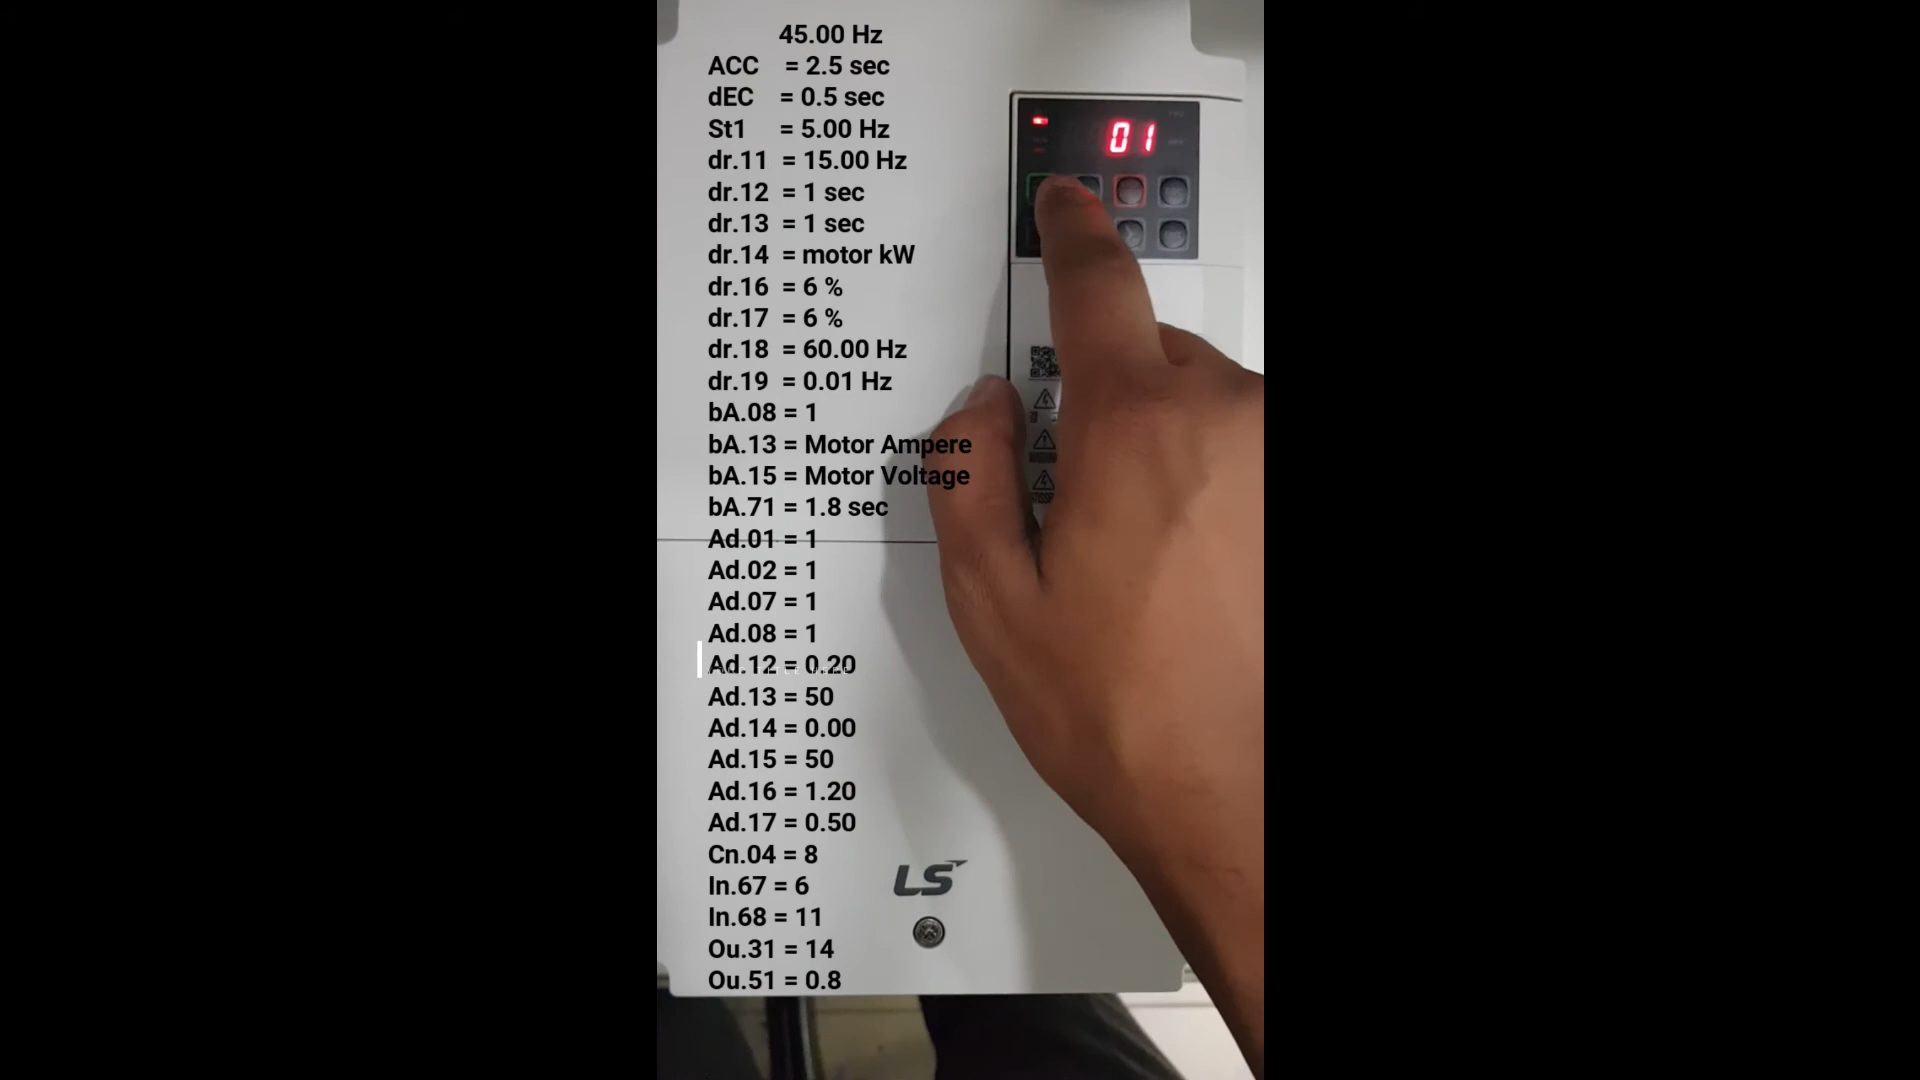 45.00 Hz
ACC = 2.5 sec
dEC = 0.5 sec
St1 = 5.00 Hz
dr.11 = 15.00 Hz
dr.12 = 1 sec
dr.13 = 1 sec
dr.14 = motor kW
dr.16 = 6 %
dr.17 = 6 %
dr.18 = 60.00 Hz
dr.19 = 0.01 Hz
bA.08 = 1
bA.13 = Motor Ampere
bA.15 = Motor Voltage
bA.71 = 1.8 sec
Ad.01 = 1
Ad.02 = 1
Ad.07 = 1
Ad.08 = 1
Ad.12 = 0.20
Ad.13 = 50
Ad.14 = 0.00
Ad.15 = 50
Ad.16 = 1.20
Ad.17 = 0.50
Cn.04 = 8
In.67 = 6
In.68 = 11
Ou.31 = 14
Ou.51 = 0.8
01
LS